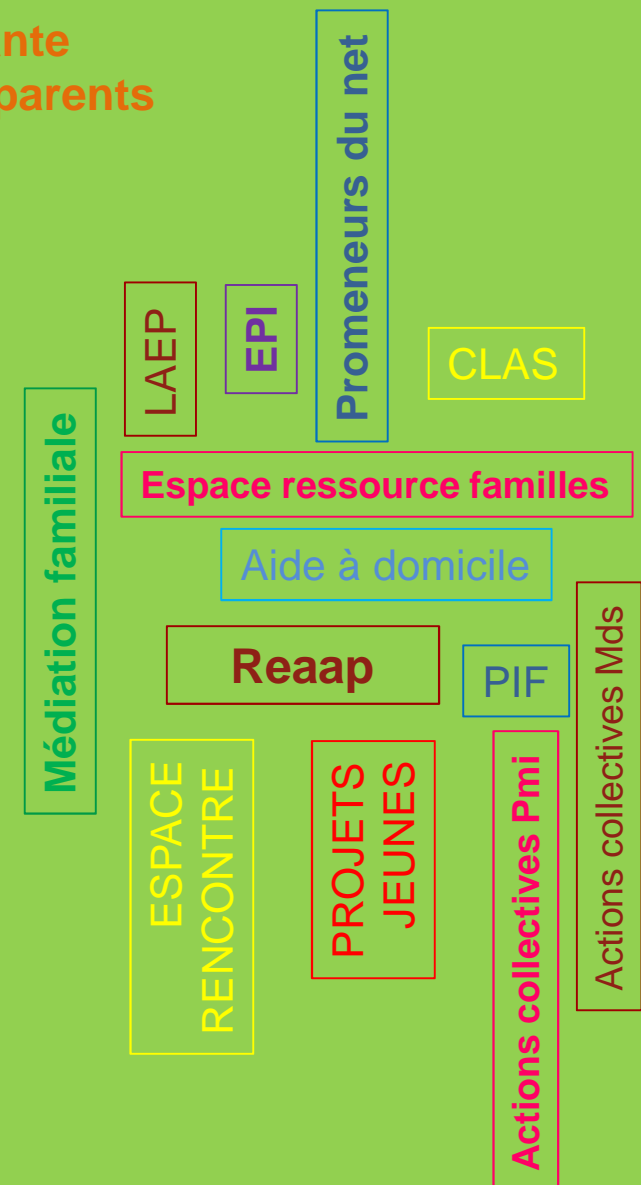 parents
Promeneurs du net
LAEP
EPI
CLAS
Médiation familiale
Espace ressource familles
Aide à domicile
Actions collectives Mds
Reaap
PIF
ESPACE
RENCONTRE
PROJETS
JEUNES
Actions collectives Pmi